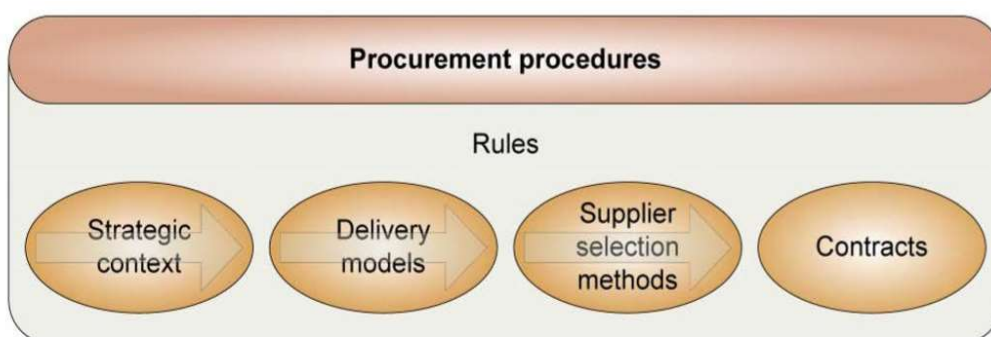 Procurement procedures
Rules
Strategic
context
Delivery
models
Supplier
selection
methods
Contracts